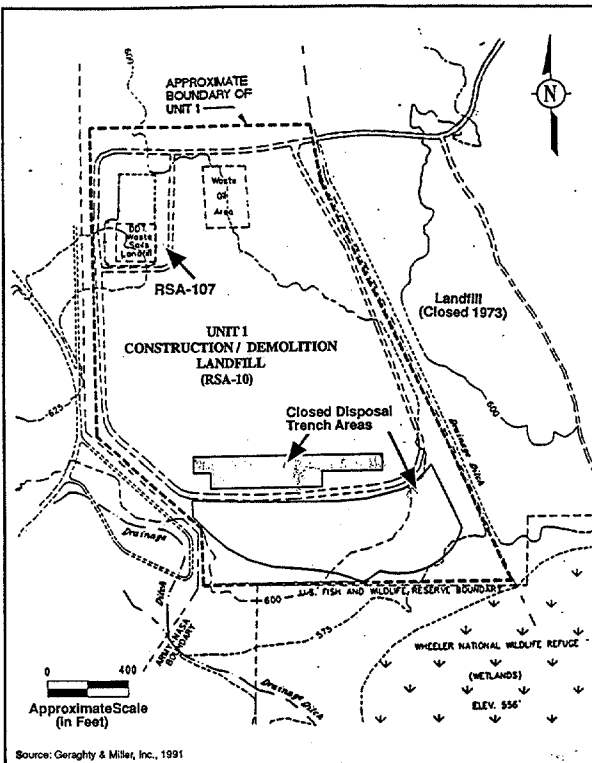 600
APPROXIMATE
BOUNDARY OF
UNIT 1
N
Waste
Oil
Area
DDT
Waste
Soils
Landfill
RSA-107
Landfill
(Closed 1973)
UNIT 1
CONSTRUCTION / DEMOLITION
LANDFILL
(RSA-10)
600
625
Closed Disposal
Trench Areas
Drainage Ditch
Drainage
Ditch
600
U.S. FISH AND WILDLIFE RESERVE BOUNDARY
575
ARMY/NASA
BOUNDARY
WHEELER NATIONAL WILDLIFE REFUGE
(WETLANDS)
ELEV. 556'
0 400
ApproximateScale
(in Feet)
Drainage Ditch
Source: Geraghty & Miller, Inc., 1991